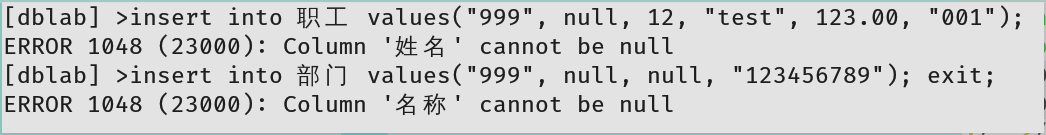 [dblab] >insert into 职工 values("999", null, 12, "test", 123.00, "001");
ERROR 1048 (23000): Column '姓名' cannot be null
[dblab] >insert into 部门 values("999", null, null, "123456789"); exit;
ERROR 1048 (23000): Column '名称' cannot be null